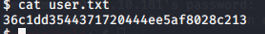 $ cat user.txt
36c1dd3544371720444ee5af8028c213
$